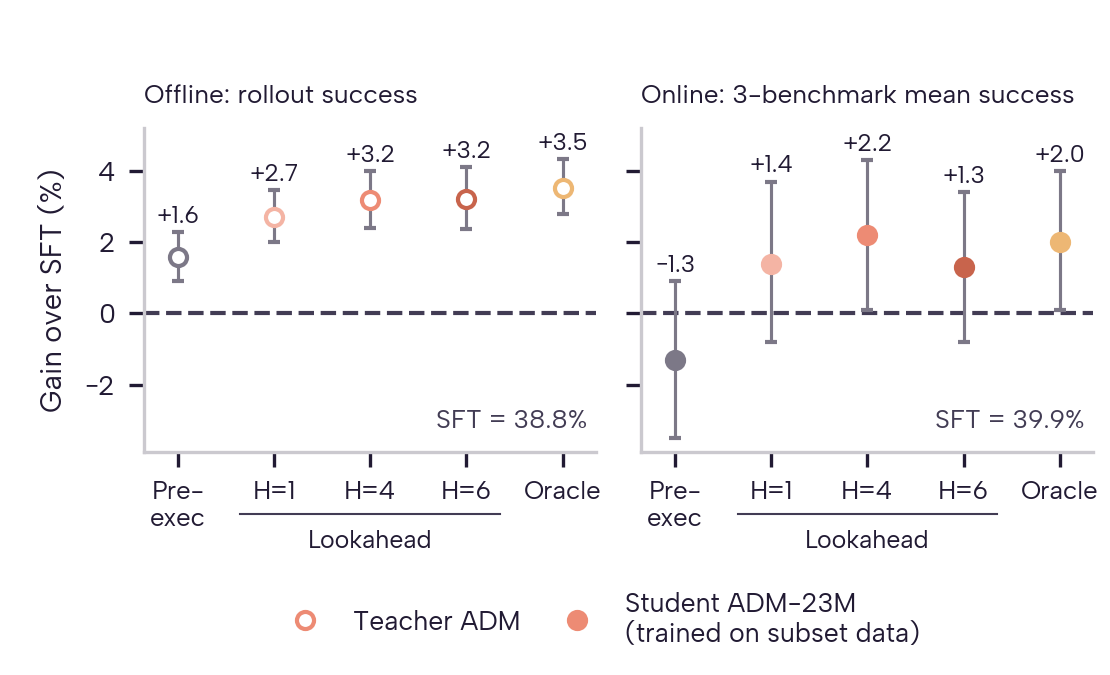 Offline: rollout success
Online: 3-benchmark mean success
Gain over SFT (%)
4
2
0
−2
+1.6
+2.7
+3.2
+3.2
+3.5
SFT = 38.8%
Pre-
exec
H=1
H=4
H=6
Oracle
Lookahead
−1.3
+1.4
+2.2
+1.3
+2.0
SFT = 39.9%
Pre-
exec
H=1
H=4
H=6
Oracle
Lookahead
Teacher ADM
Student ADM-23M
(trained on subset data)